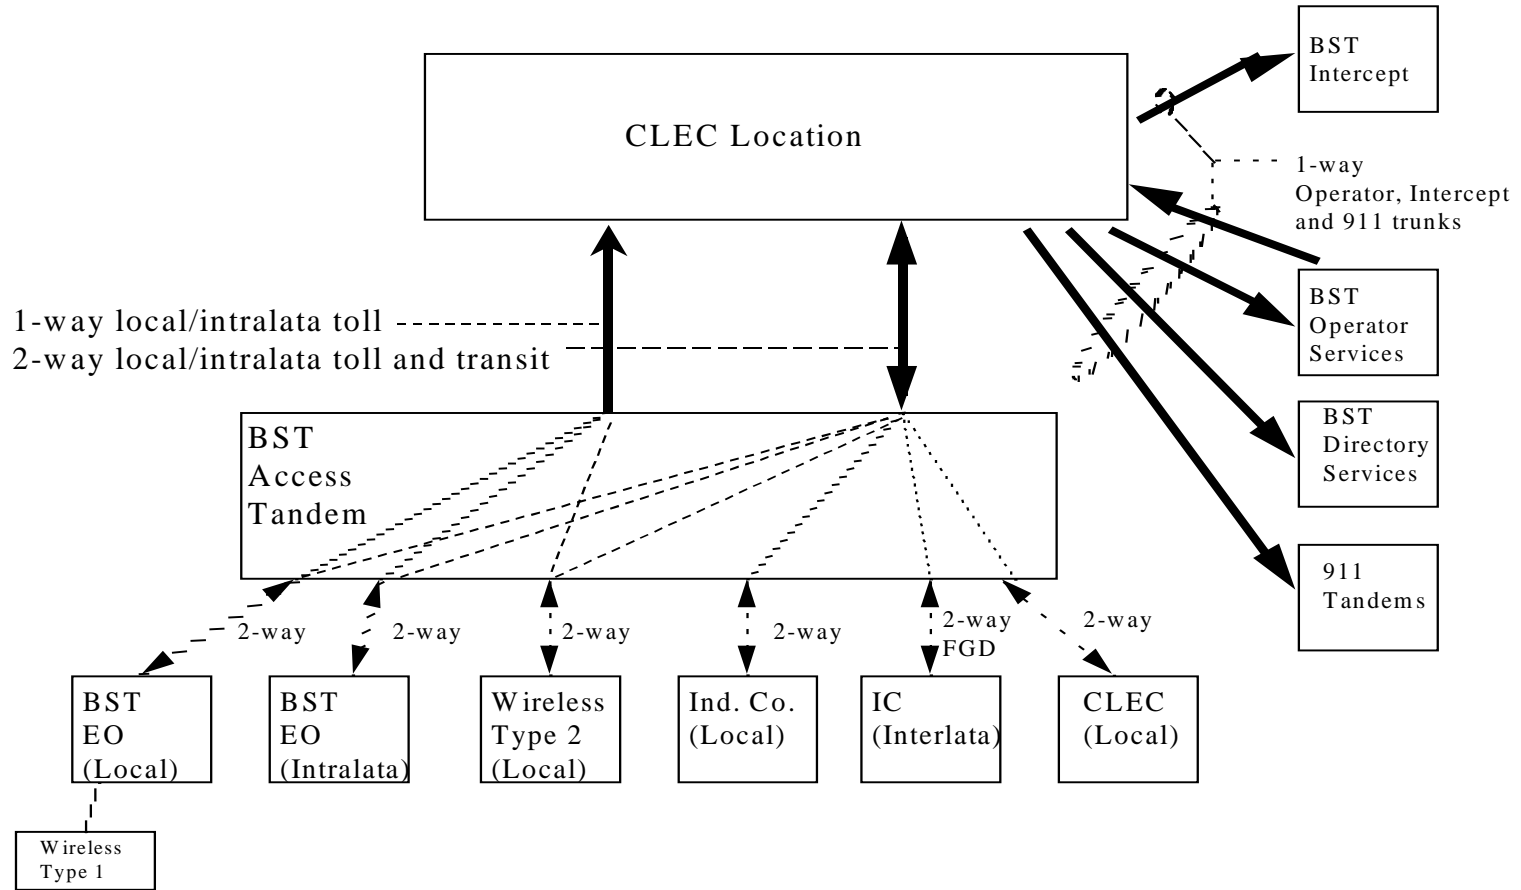 BST
Intercept
CLEC Location
1-way
Operator, Intercept
and 911 trunks
1-way local/intralata toll
2-way local/intralata toll and transit
BST
Operator
Services
BST
Directory
Services
911
Tandems
BST
Access
Tandem
2-way
2-way
2-way
2-way
2-way
FGD
2-way
BST
EO
(Local)
BST
EO
(Intralata)
Wireless
Type 2
(Local)
Ind. Co.
(Local)
IC
(Interlata)
CLEC
(Local)
Wireless
Type 1